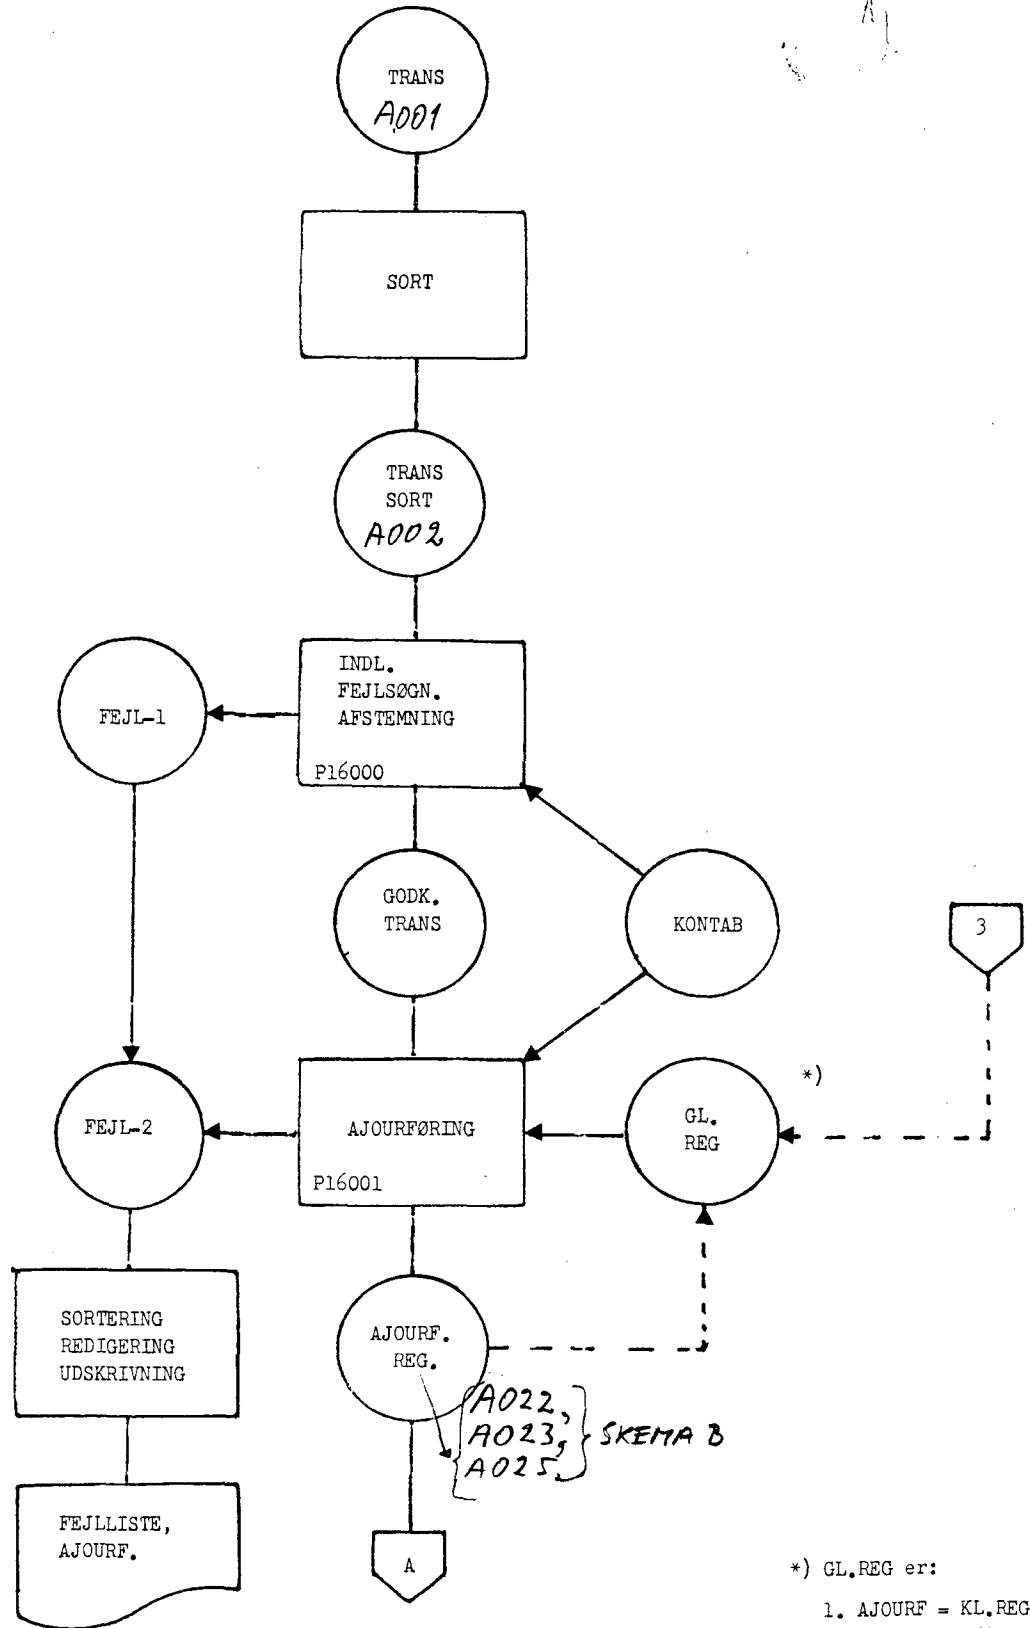 TRANS
A001
SORT
TRANS
SORT
A002
INDL.
FEJLSØGN.
AFSTEMNING
P16000
FEJL-1
GODK.
TRANS
KONTAB
3
*)
GL.
REG
AJOURFØRING
P16001
FEJL-2
SORTERING
REDIGERING
UDSKRIVNING
AJOURF.
REG.
A022,
A023,
A025,
SKEMA B
FEJLLISTE,
AJOURF.
A
*) GL.REG er:
1. AJOURF = KL.REG